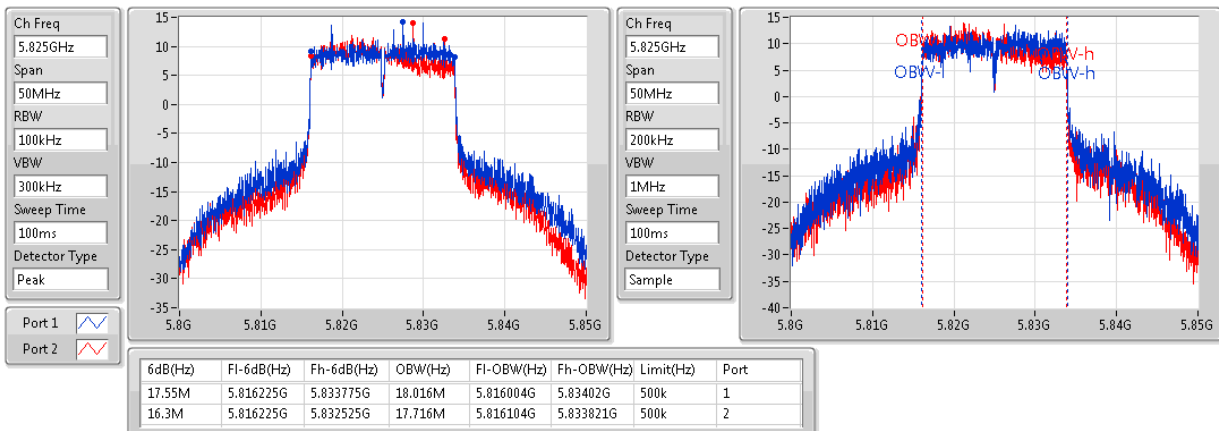 Ch Freq
5.825GHz
Span
50MHz
RBW
100kHz
VBW
300kHz
Sweep Time
100ms
Detector Type
Peak
Port 1
Port 2
15
10
5
0
-5
-10
-15
-20
-25
-30
-35
5.8G 5.81G 5.82G 5.83G 5.84G 5.85G
Ch Freq
5.825GHz
Span
50MHz
RBW
200kHz
VBW
1MHz
Sweep Time
100ms
Detector Type
Sample
15
10
5
0
-5
-10
-15
-20
-25
-30
-35
-40
OBW-h
OBW-l
OBW-h
5.8G 5.81G 5.82G 5.83G 5.84G 5.85G
6dB(Hz) Fl-6dB(Hz) Fh-6dB(Hz) OBW(Hz) Fl-OBW(Hz) Fh-OBW(Hz) Limit(Hz) Port
17.55M 5.816225G 5.833775G 18.016M 5.816004G 5.83402G 500k 1
16.3M 5.816225G 5.832525G 17.716M 5.816104G 5.833821G 500k 2